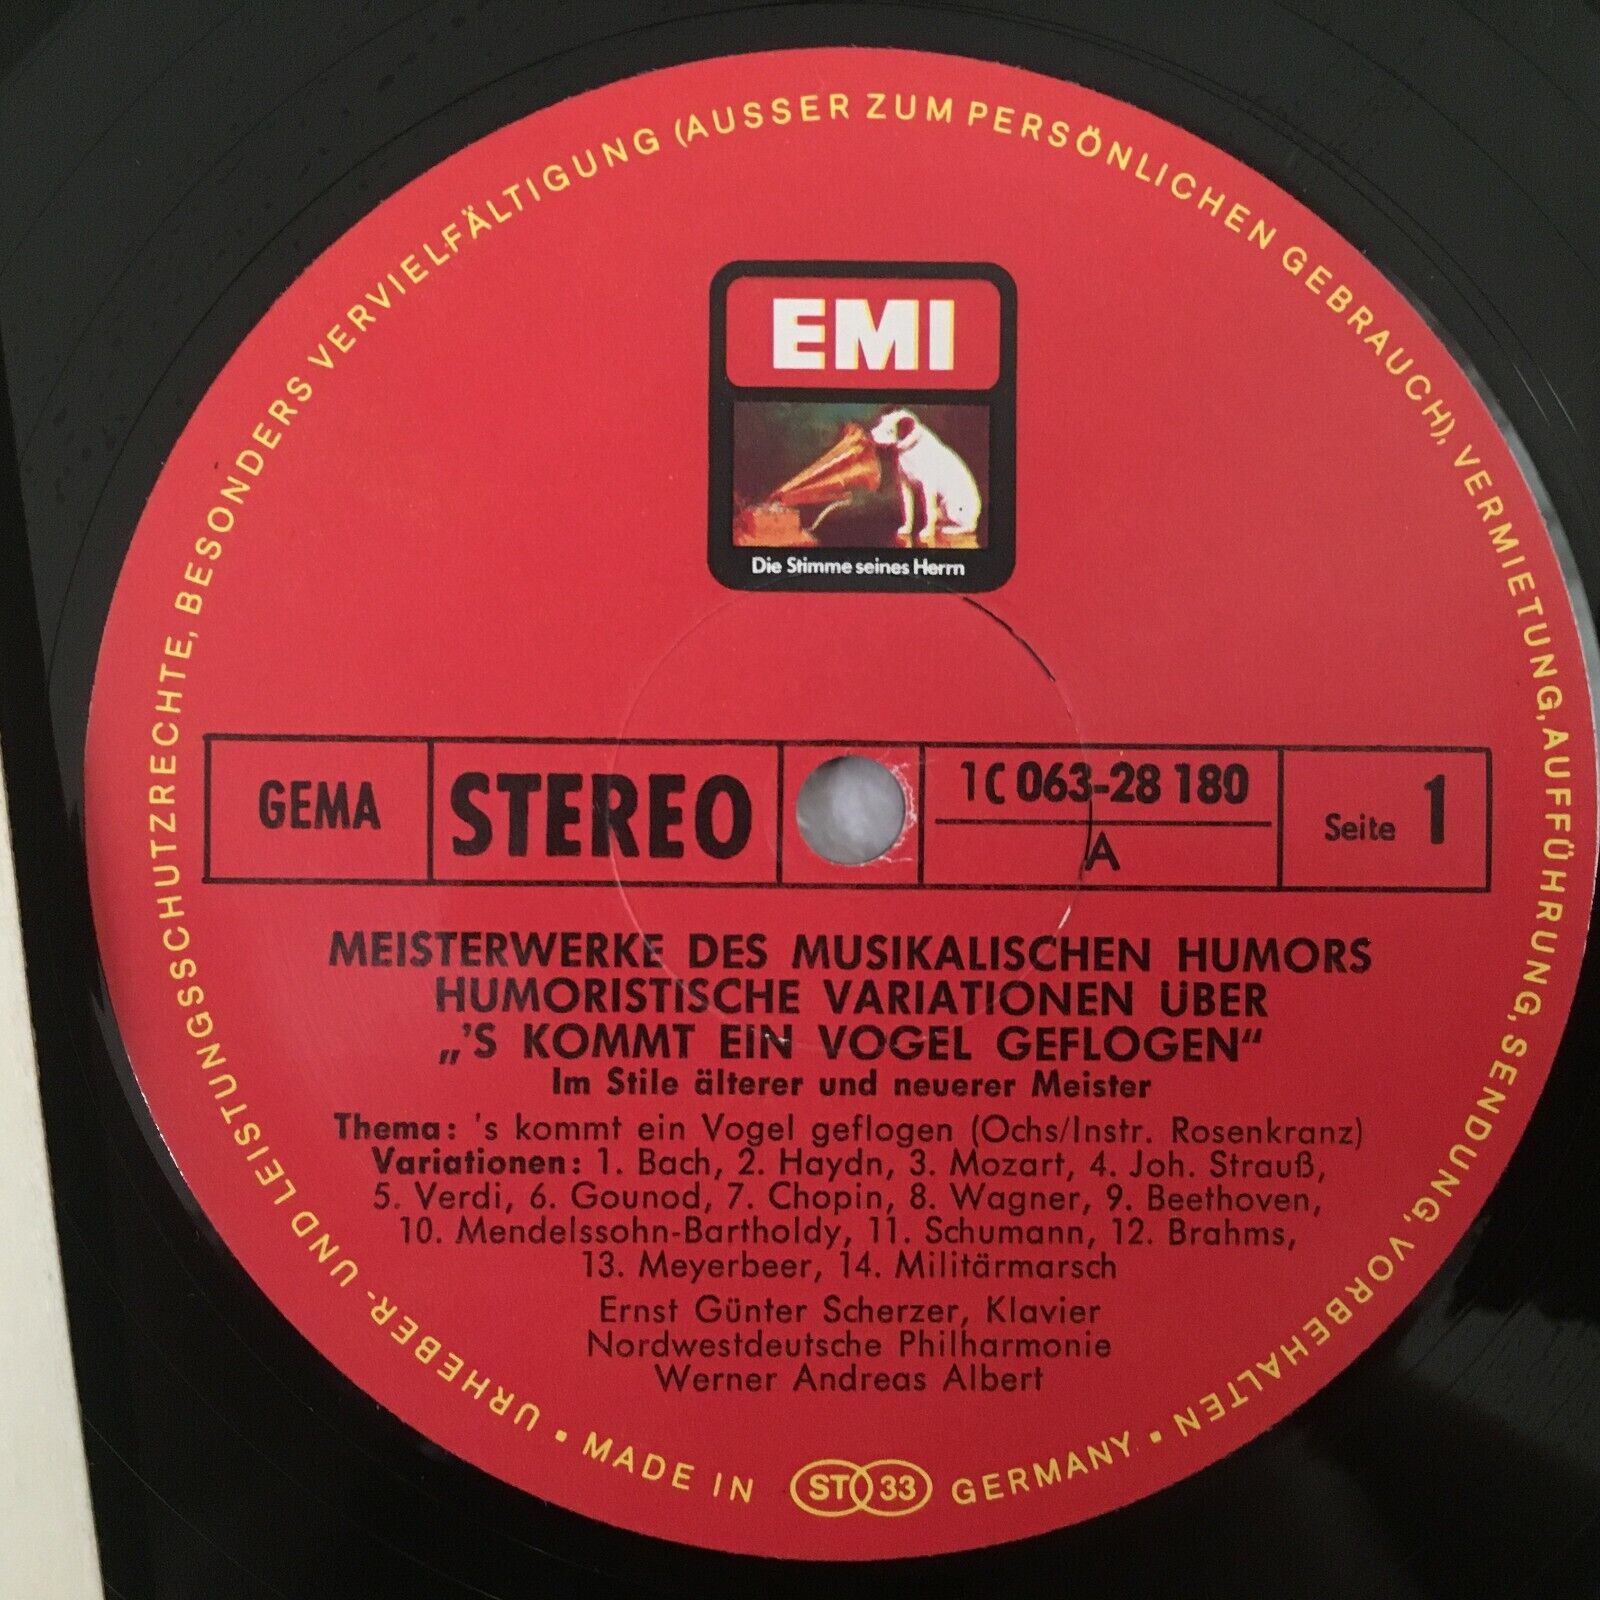 URHEBER- UND LEISTUNGSSCHUTZRECHTE, BESONDERS VERVIELFÄLTIGUNG (AUSSER ZUM PERSÖNLICHEN GEBRAUCH), VERMIETUNG, AUFFÜHRUNG, SENDUNG, VORBEHALTEN •
EMI
Die Stimme seines Herrn
GEMA STEREO 1C 063-28 180 Seite 1
A
MEISTERWERKE DES MUSIKALISCHEN HUMORS
HUMORISTISCHE VARIATIONEN ÜBER
„'S KOMMT EIN VOGEL GEFLOGEN“
Im Stile älterer und neuerer Meister
Thema: 's kommt ein Vogel geflogen (Ochs/Instr. Rosenkranz)
Variationen: 1. Bach, 2. Haydn, 3. Mozart, 4. Joh. Strauß,
5. Verdi, 6. Gounod, 7. Chopin, 8. Wagner, 9. Beethoven,
10. Mendelssohn-Bartholdy, 11. Schumann, 12. Brahms,
13. Meyerbeer, 14. Militärmarsch
Ernst Günter Scherzer, Klavier
Nordwestdeutsche Philharmonie
Werner Andreas Albert
• MADE IN ST 33 GERMANY